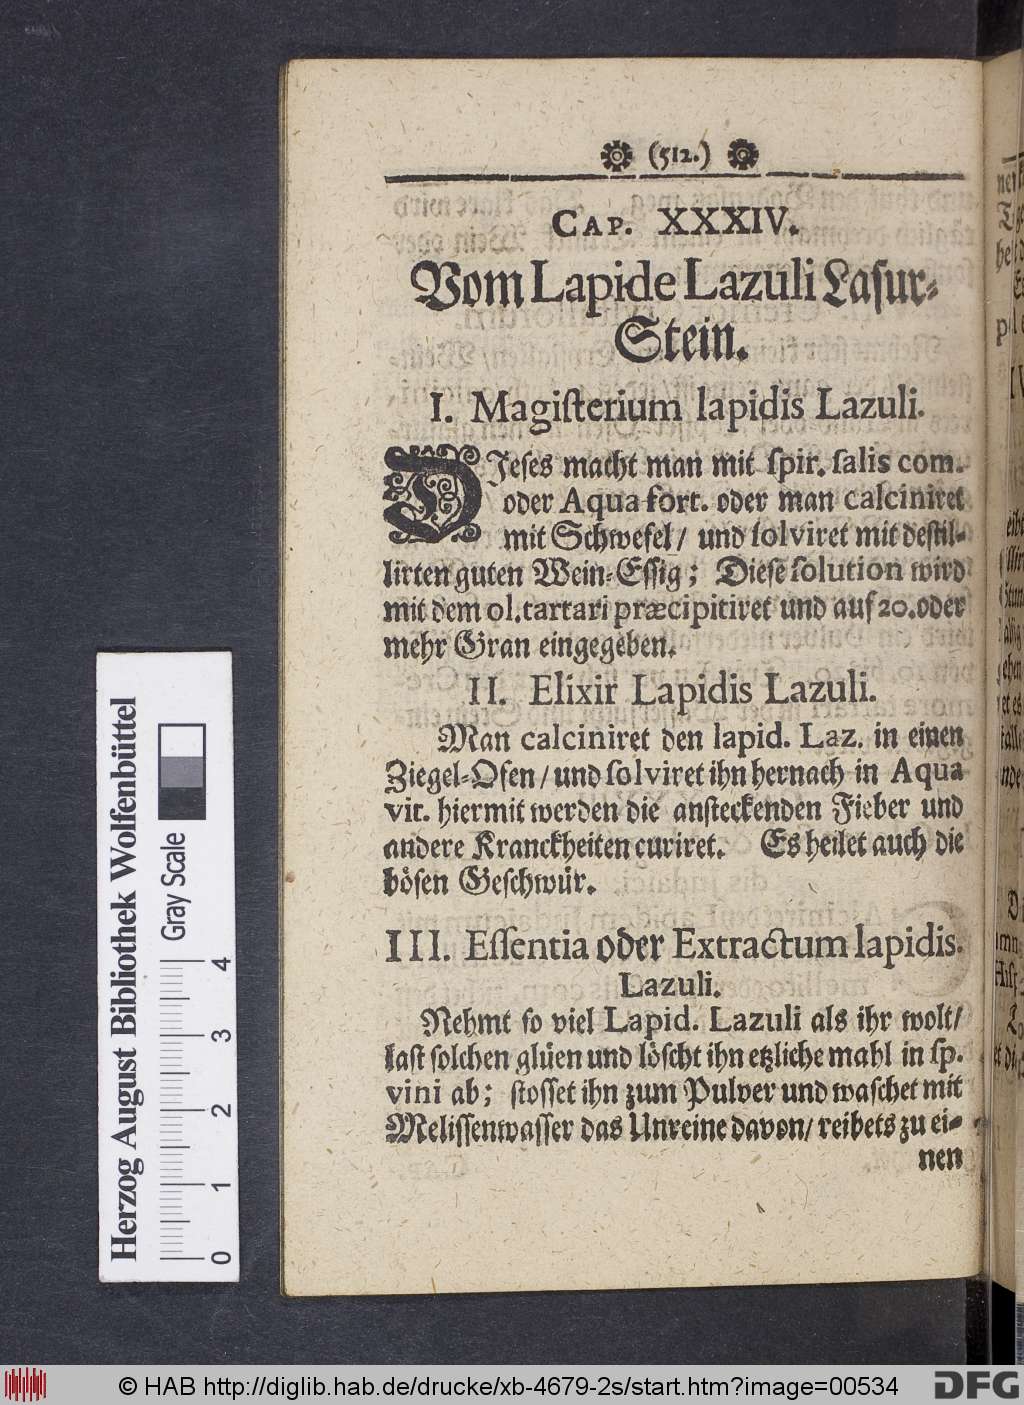 (512.)
CAP. XXXIV.
Vom Lapide Lazuli Lasur-
Stein.
I. Magiſterium lapidis Lazuli.
DJeses macht man mit ſpir. ſalis com.
oder Aqua fort. oder man calciniret
mit Schwefel / und ſolviret mit deſtil-
lirten guten Wein-Eſſig; Dieſe ſolution wird
mit dem ol. tartari præcipitiret und auf 20. oder
mehr Gran eingegeben.
II. Elixir Lapidis Lazuli.
Man calciniret den lapid. Laz. in einen
Ziegel-Ofen / und ſolviret ihn hernach in Aqua
vit. hiermit werden die anſteckenden Fieber und
andere Kranckheiten curiret. Es heilet auch die
böſen Geſchwür.
III. Eſſentia oder Extractum lapidis.
Lazuli.
Nehmt ſo viel Lapid. Lazuli als ihr wolt /
laſt ſolchen glüen und löſcht ihn etzliche mahl in ſp.
vini ab; ſtoſſet ihn zum Pulver und waſchet mit
Meliſſenwaſſer das Unreine davon / reibets zu ei-
nen
Herzog August Bibliothek Wolfenbüttel
Gray Scale
0 1 2 3 4
© HAB http://diglib.hab.de/drucke/xb-4679-2s/start.htm?image=00534
DFG